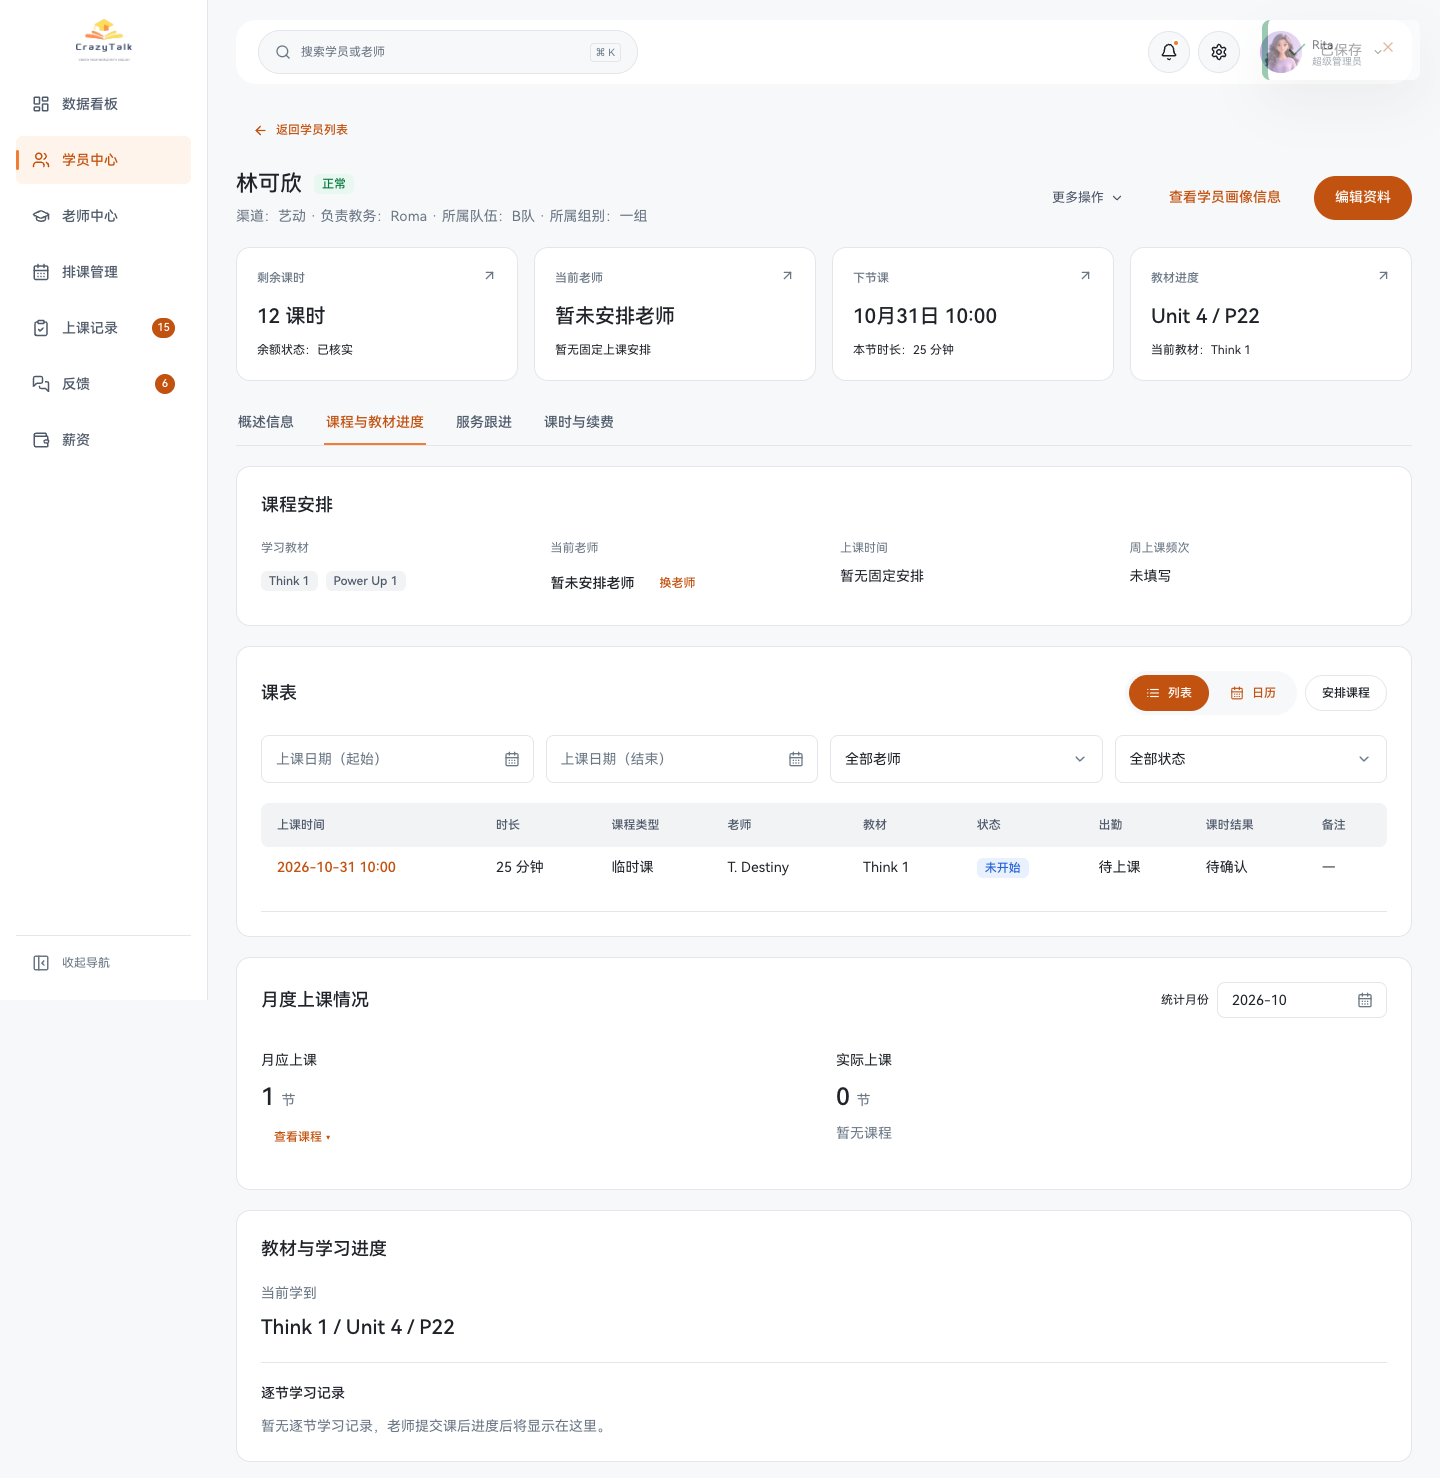 CrazyTalk
搜索学员或老师
⌘ K
Rita
已保存
超级管理员
数据看板
学员中心
老师中心
排课管理
上课记录
15
反馈
6
薪资
收起导航
返回学员列表
林可欣
正常
渠道：艺动 · 负责教务：Roma · 所属队伍：B队 · 所属组别：一组
更多操作
查看学员画像信息
编辑资料
剩余课时
12 课时
余额状态：已核实
当前老师
暂未安排老师
暂无固定上课安排
下节课
10月31日 10:00
本节时长：25 分钟
教材进度
Unit 4 / P22
当前教材：Think 1
概述信息
课程与教材进度
服务跟进
课时与续费
课程安排
学习教材
Think 1
Power Up 1
当前老师
暂未安排老师
换老师
上课时间
暂无固定安排
周上课频次
未填写
课表
列表
日历
安排课程
上课日期（起始）
上课日期（结束）
全部老师
全部状态
上课时间 时长 课程类型 老师 教材 状态 出勤 课时结果 备注
2026-10-31 10:00 25 分钟 临时课 T. Destiny Think 1 未开始 待上课 待确认 —
月度上课情况
统计月份
2026-10
月应上课
1 节
查看课程
实际上课
0 节
暂无课程
教材与学习进度
当前学到
Think 1 / Unit 4 / P22
逐节学习记录
暂无逐节学习记录，老师提交课后进度后将显示在这里。